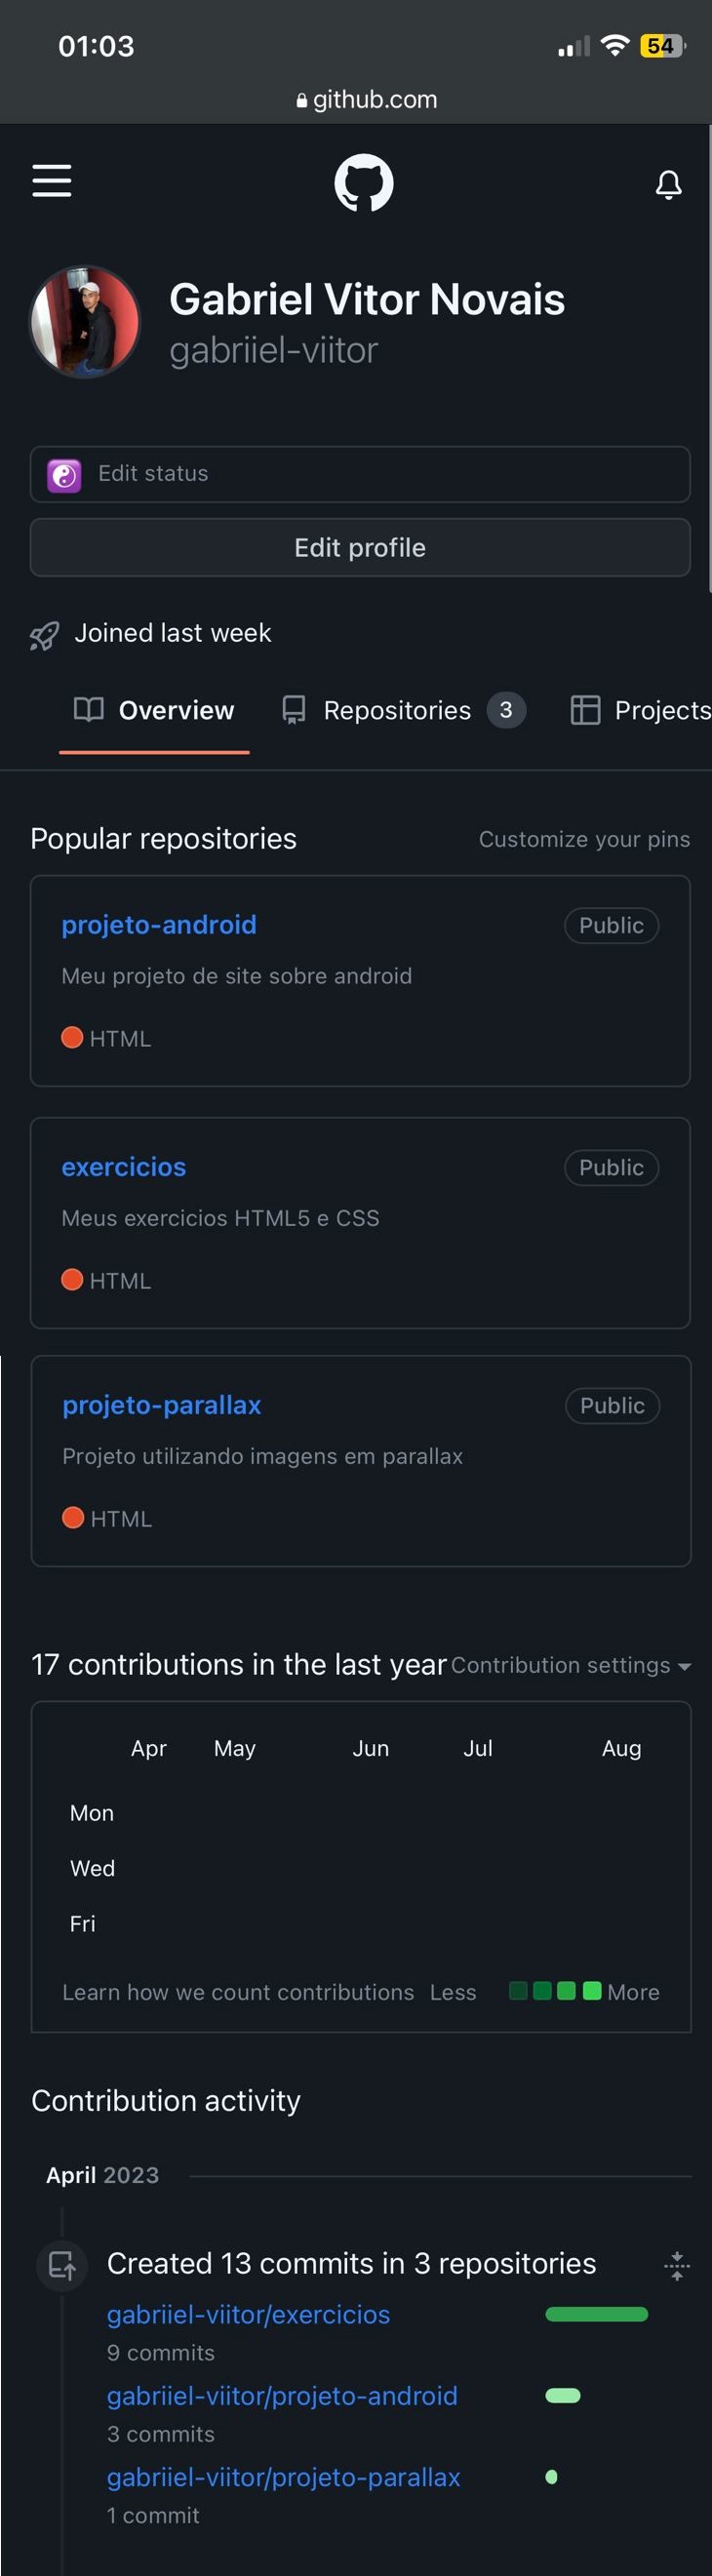 01:03
54
github.com
Gabriel Vitor Novais
gabriiel-viitor
Edit status
Edit profile
Joined last week
Overview Repositories 3 Projects
Popular repositories Customize your pins
projeto-android Public
Meu projeto de site sobre android
HTML
exercicios Public
Meus exercicios HTML5 e CSS
HTML
projeto-parallax Public
Projeto utilizando imagens em parallax
HTML
17 contributions in the last year Contribution settings
Apr May Jun Jul Aug
Mon
Wed
Fri
Learn how we count contributions Less More
Contribution activity
April 2023
Created 13 commits in 3 repositories
gabriiel-viitor/exercicios
9 commits
gabriiel-viitor/projeto-android
3 commits
gabriiel-viitor/projeto-parallax
1 commit